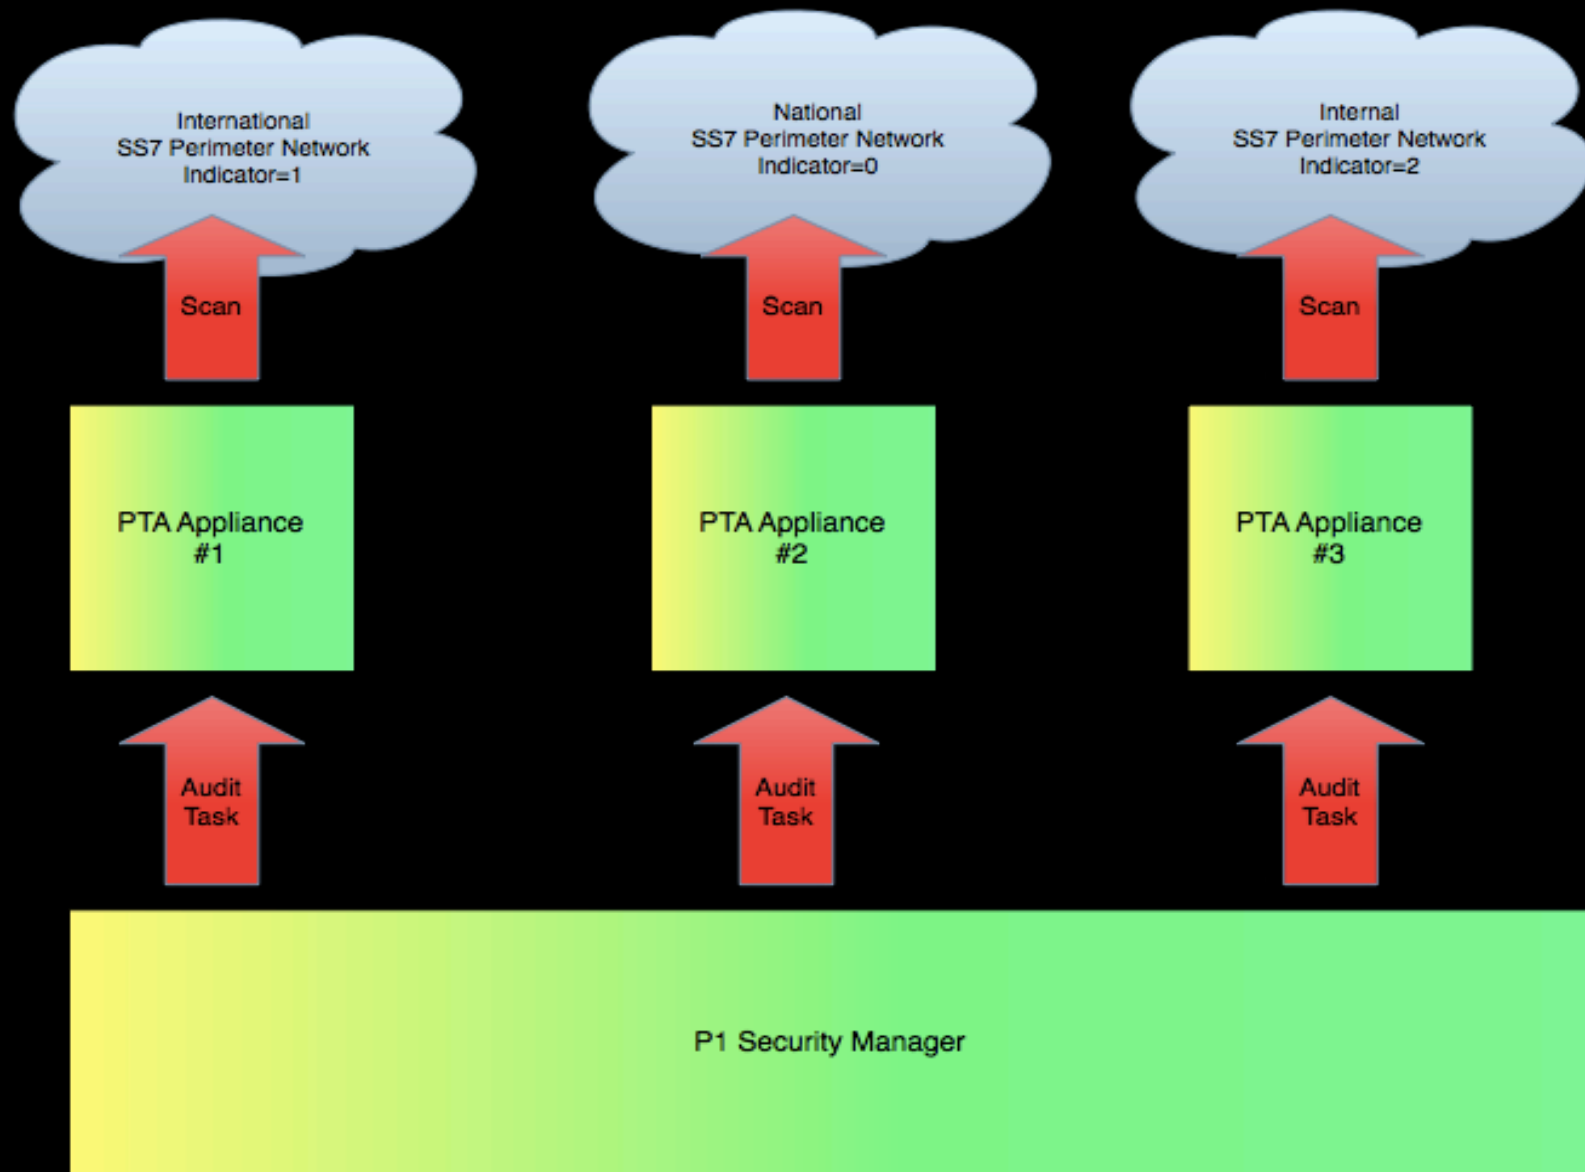 International
SS7 Perimeter Network
Indicator=1
National
SS7 Perimeter Network
Indicator=0
Internal
SS7 Perimeter Network
Indicator=2
Scan
Scan
Scan
PTA Appliance
#1
PTA Appliance
#2
PTA Appliance
#3
Audit
Task
Audit
Task
Audit
Task
P1 Security Manager